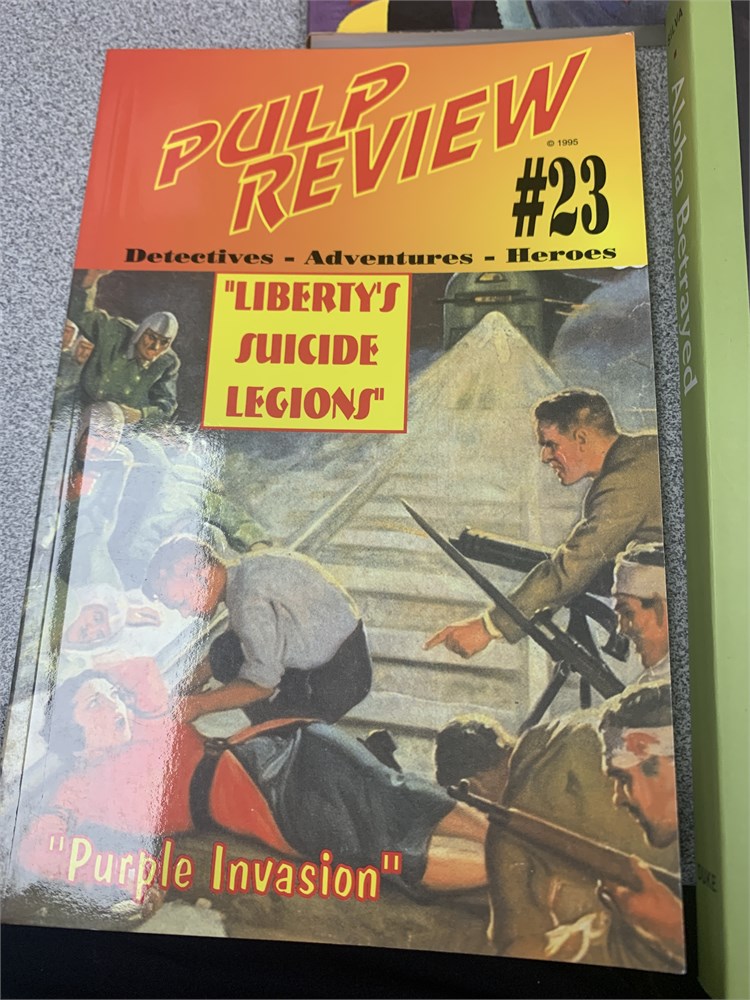 PULP
REVIEW
© 1995
#23
Detectives - Adventures - Heroes
"LIBERTY'S
SUICIDE
LEGIONS"
"Purple Invasion"
Aloha Betrayed